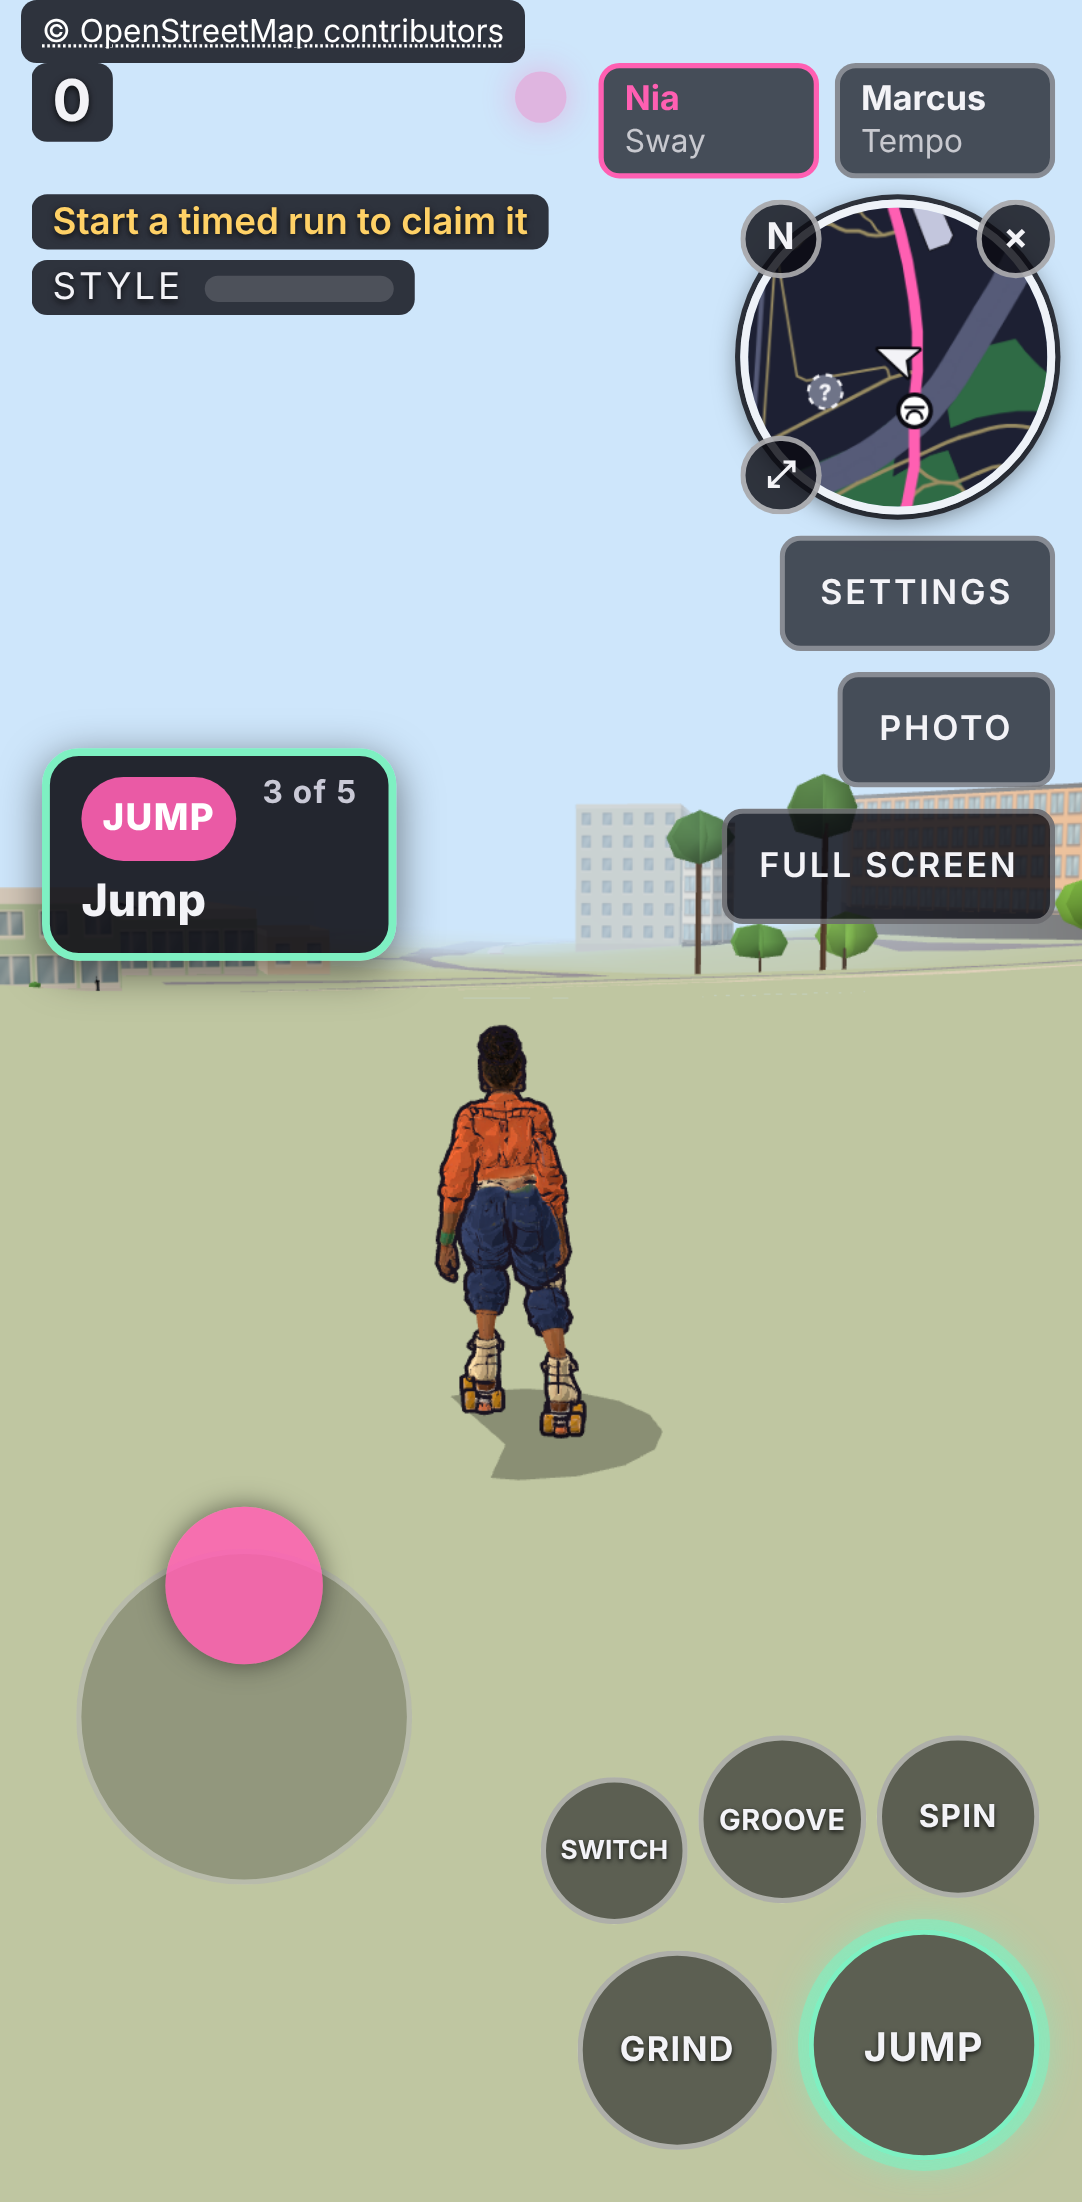 © OpenStreetMap contributors
0
Nia
Sway
Marcus
Tempo
Start a timed run to claim it
STYLE
N
×
?
SETTINGS
PHOTO
FULL SCREEN
JUMP
3 of 5
Jump
SWITCH
GROOVE
SPIN
GRIND
JUMP